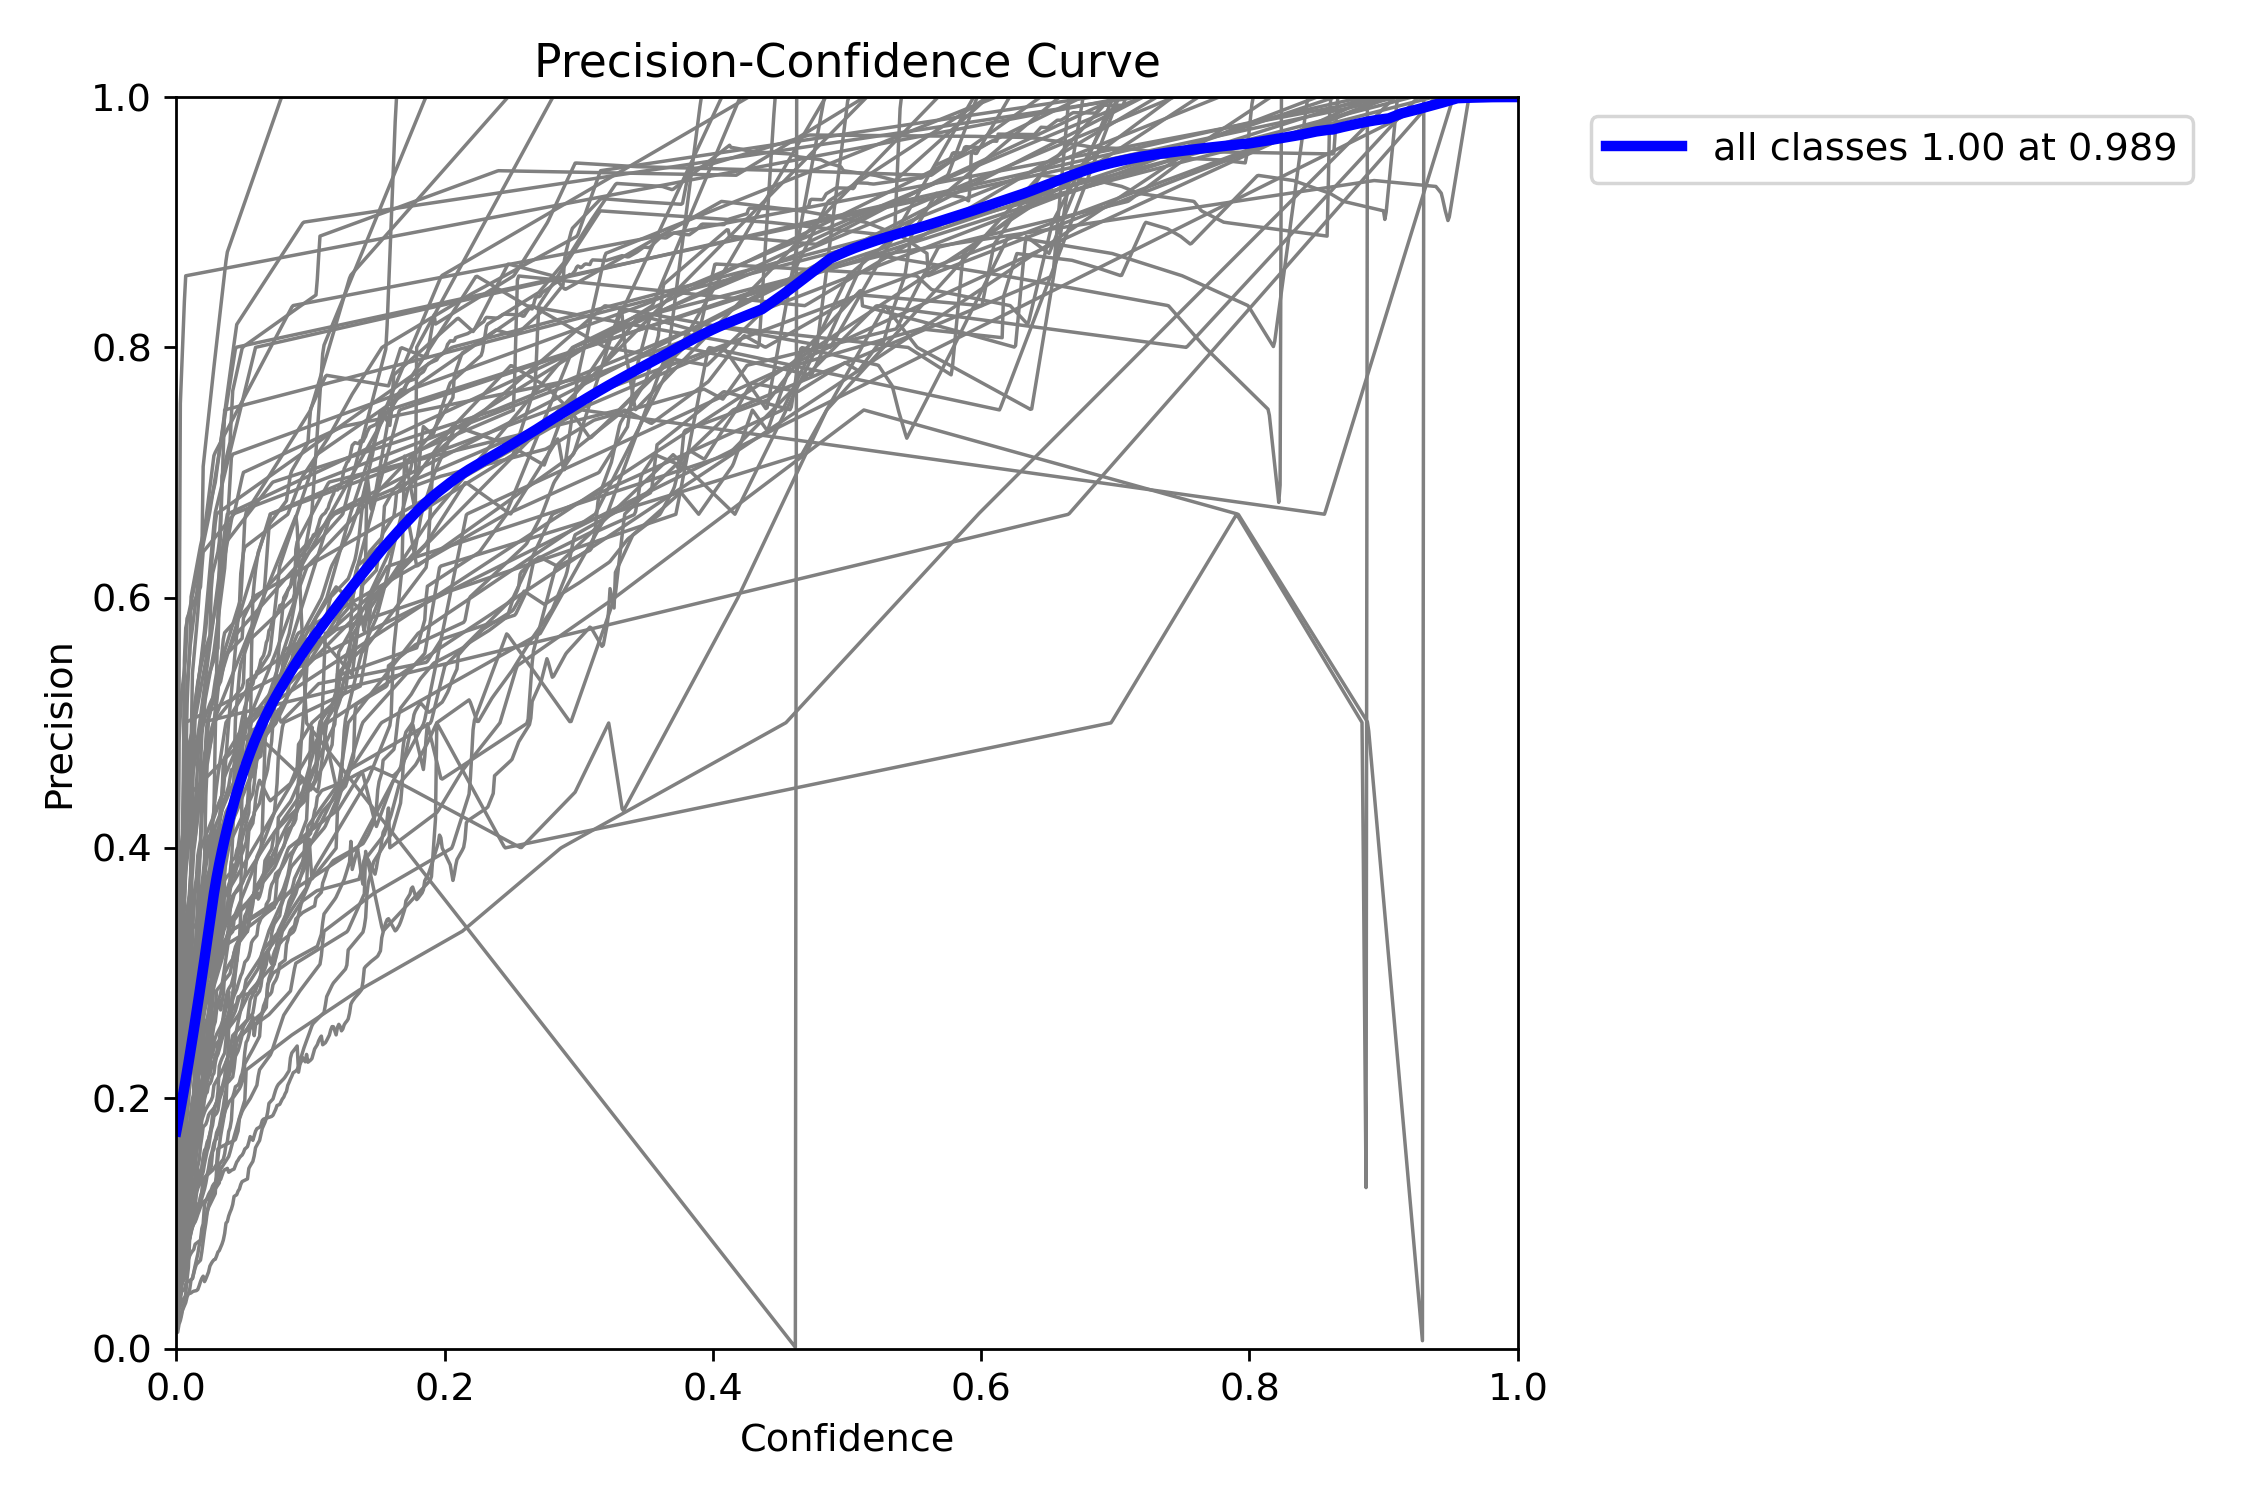 Precision-Confidence Curve
1.0
0.8
0.6
0.4
0.2
0.0
Precision
0.0 0.2 0.4 0.6 0.8 1.0
Confidence
all classes 1.00 at 0.989